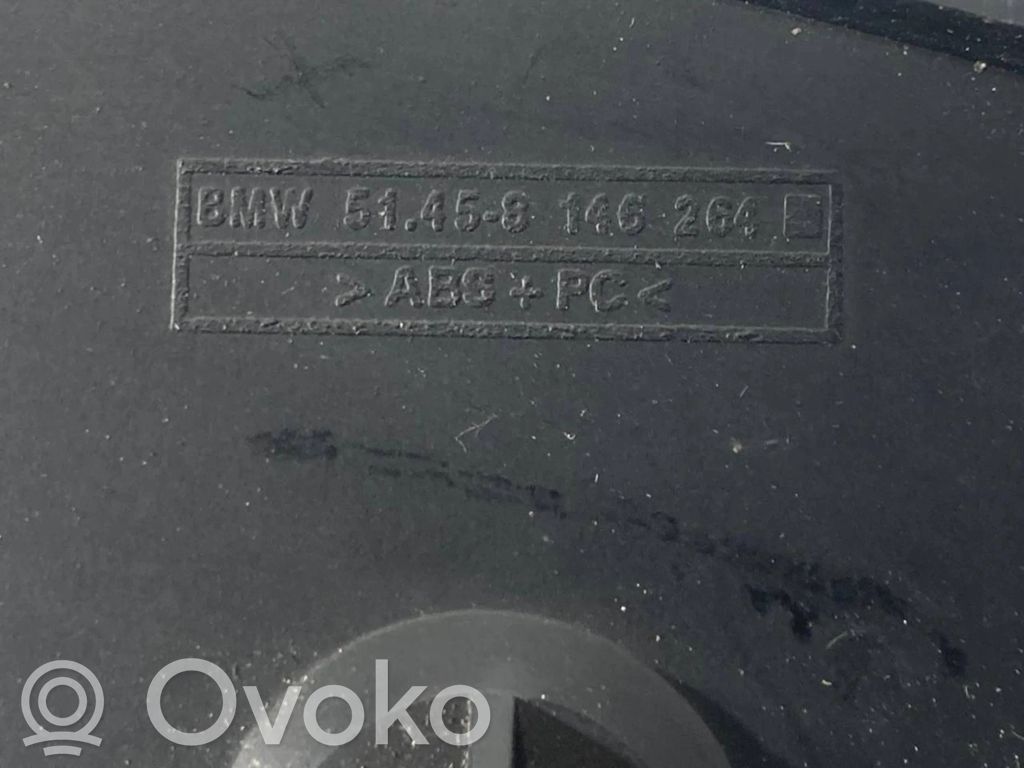 BMW 51.45-8 146 264
> ABS + PC <
Ovoko